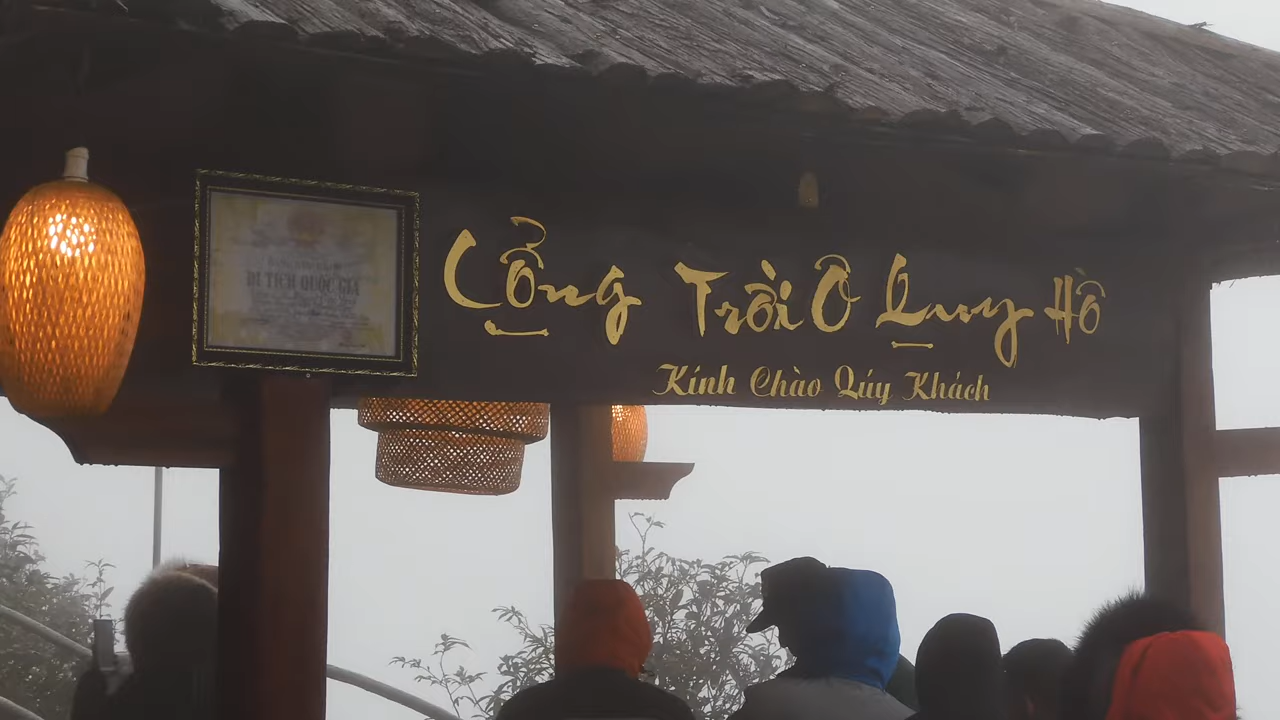 DI TÍCH QUỐC GIA
Cổng Trời Ô Quy Hồ
Kính Chào Qúy Khách